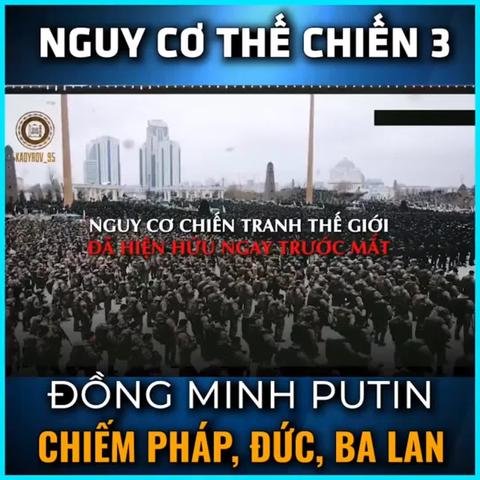 NGUY CƠ THẾ CHIẾN 3
KADYROV_95
NGUY CƠ CHIẾN TRANH THẾ GIỚI
ĐÃ HIỆN HỮU NGAY TRƯỚC MẮT
ĐỒNG MINH PUTIN
CHIẾM PHÁP, ĐỨC, BA LAN